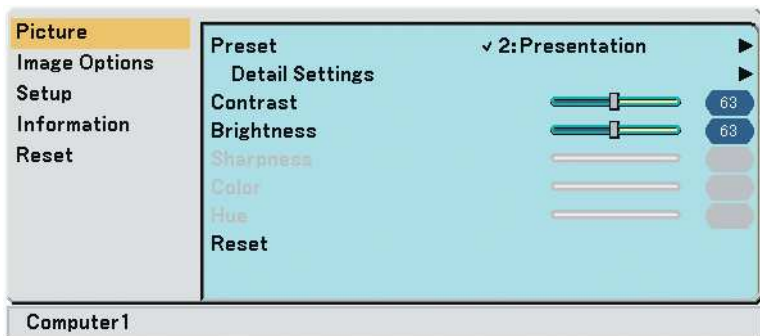 Picture
Image Options
Setup
Information
Reset
Preset ✓ 2:Presentation ▶
Detail Settings ▶
Contrast 63
Brightness 63
Sharpness
Color
Hue
Reset
Computer1